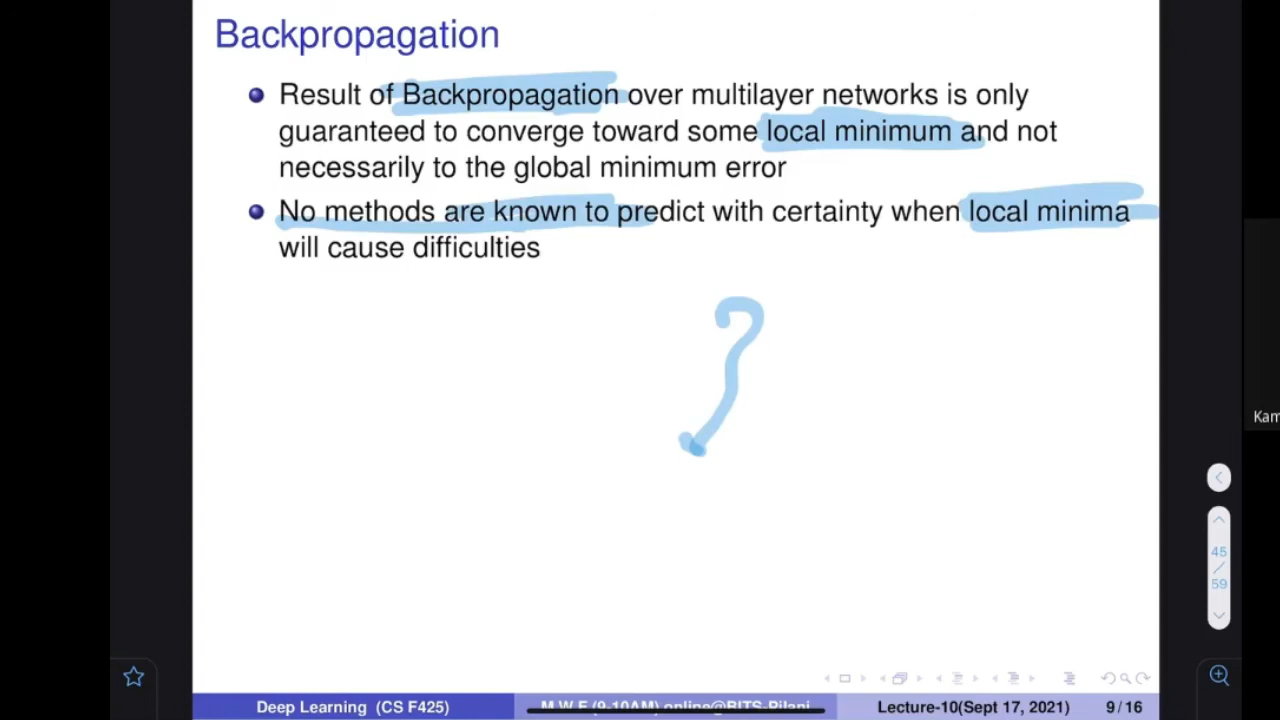 Backpropagation
Result of Backpropagation over multilayer networks is only
guaranteed to converge toward some local minimum and not
necessarily to the global minimum error
No methods are known to predict with certainty when local minima
will cause difficulties
?
Kam
45
/
59
Deep Learning (CS F425) M W F (9-10AM) online@BITS-Pilani Lecture-10(Sept 17, 2021) 9 / 16